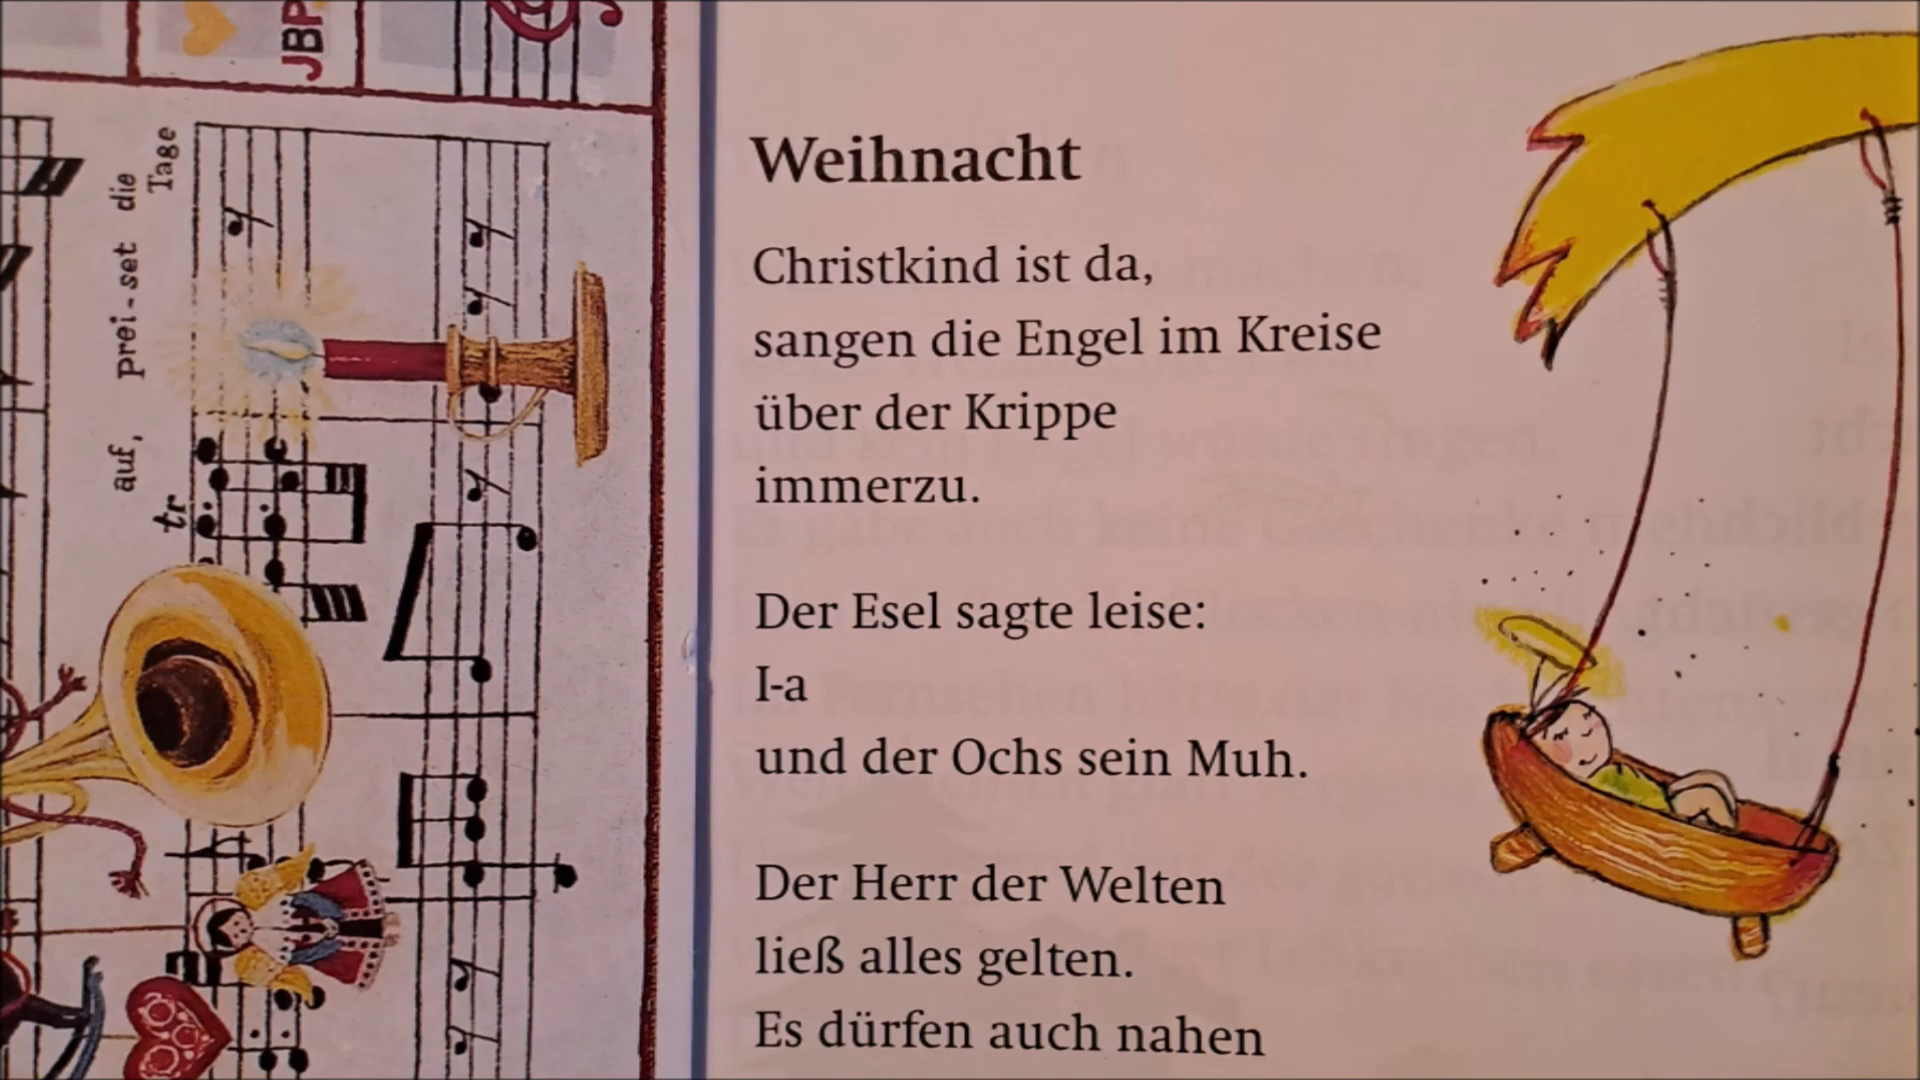 JBP
Tage
auf, prei-set die
tr
Weihnacht
Christkind ist da,
sangen die Engel im Kreise
über der Krippe
immerzu.
Der Esel sagte leise:
I-a
und der Ochs sein Muh.
Der Herr der Welten
ließ alles gelten.
Es dürfen auch nahen